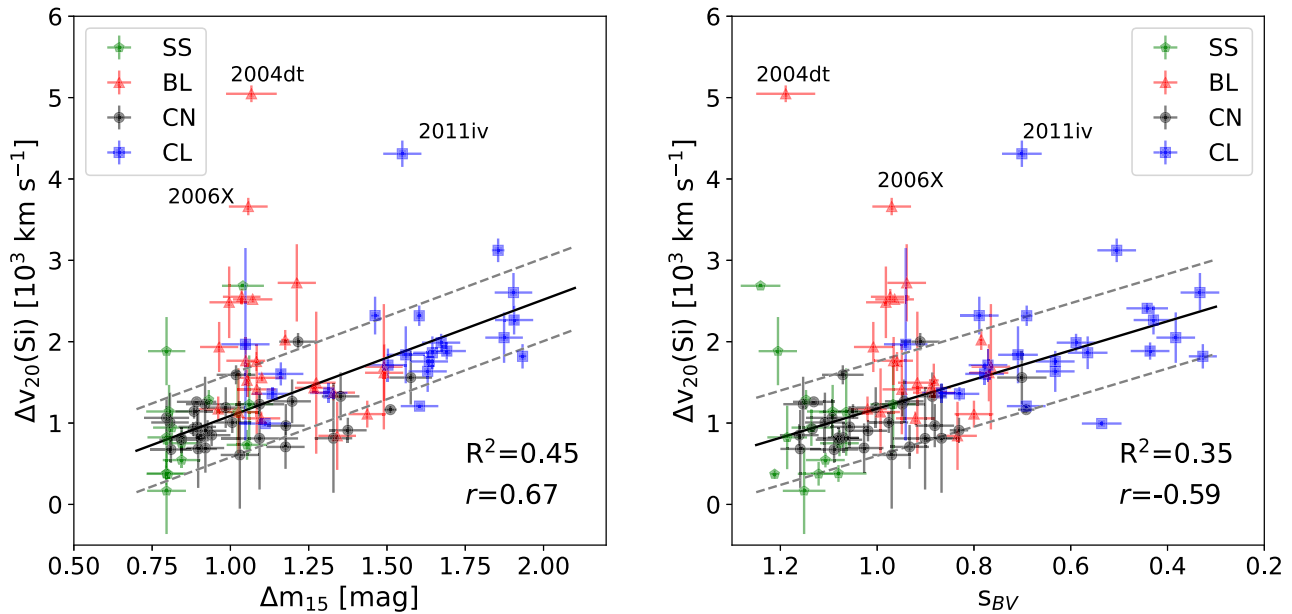 6
5
4
3
2
1
0
Δv₂₀(Si) [10³ km s⁻¹]
SS
BL
CN
CL
2004dt
2011iv
2006X
R²=0.45
r=0.67
0.50 0.75 1.00 1.25 1.50 1.75 2.00
Δm₁₅ [mag]
6
5
4
3
2
1
0
Δv₂₀(Si) [10³ km s⁻¹]
SS
BL
CN
CL
2004dt
2011iv
2006X
R²=0.35
r=-0.59
1.2 1.0 0.8 0.6 0.4 0.2
s_BV